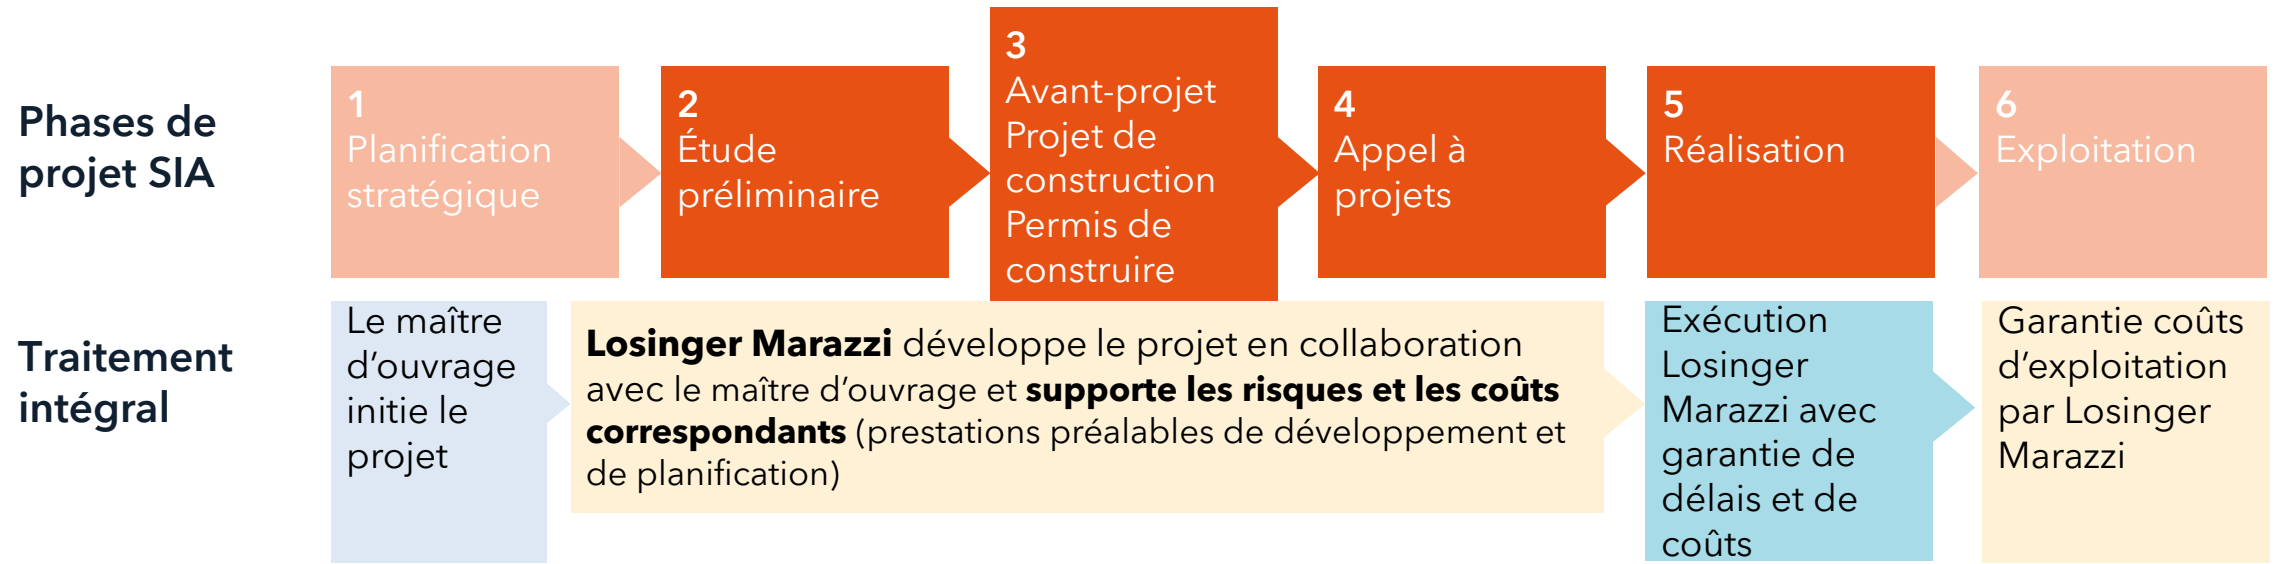 Phases de
projet SIA
1
Planification
stratégique
2
Étude
préliminaire
3
Avant-projet
Projet de
construction
Permis de
construire
4
Appel à
projets
5
Réalisation
6
Exploitation
Traitement
intégral
Le maître
d’ouvrage
initie le
projet
Losinger Marazzi développe le projet en collaboration
avec le maître d’ouvrage et supporte les risques et les coûts
correspondants (prestations préalables de développement et
de planification)
Exécution
Losinger
Marazzi avec
garantie de
délais et de
coûts
Garantie coûts
d’exploitation
par Losinger
Marazzi